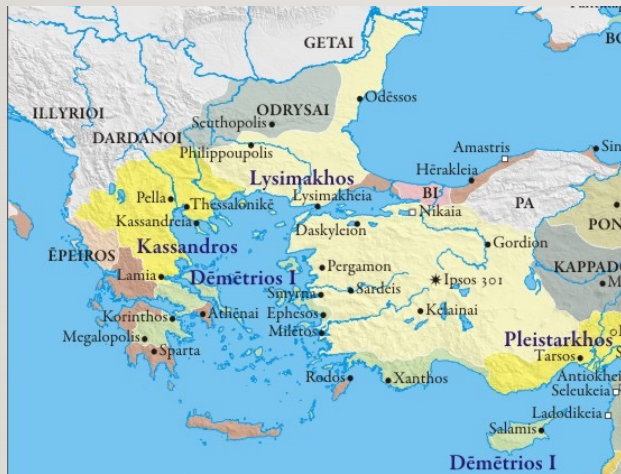 GETAI
ILLYRIOI
ODRYSAI
Odēssos
Seuthopolis
DARDANOI
Philippoupolis
Amastris
Lysimakhos
Hērakleia
Pella
Thessalonikē
Lysimakheia
BI
PA
Nikaia
Kassandreia
Daskyleion
Gordion
Kassandros
ĒPEIROS
Lamia
Dēmētrios I
Pergamon
Ipsos 301
Smyrna
Sardeis
Kelainai
Korinthos
Athēnai
Ephesos
Megalopolis
Milētos
Sparta
Pleistarkhos
Tarsos
Rodos
Xanthos
Antiokhei
Seleukeia
Ladodikeia
Salamis
Dēmētrios I
KAPPADO
PON
Sin